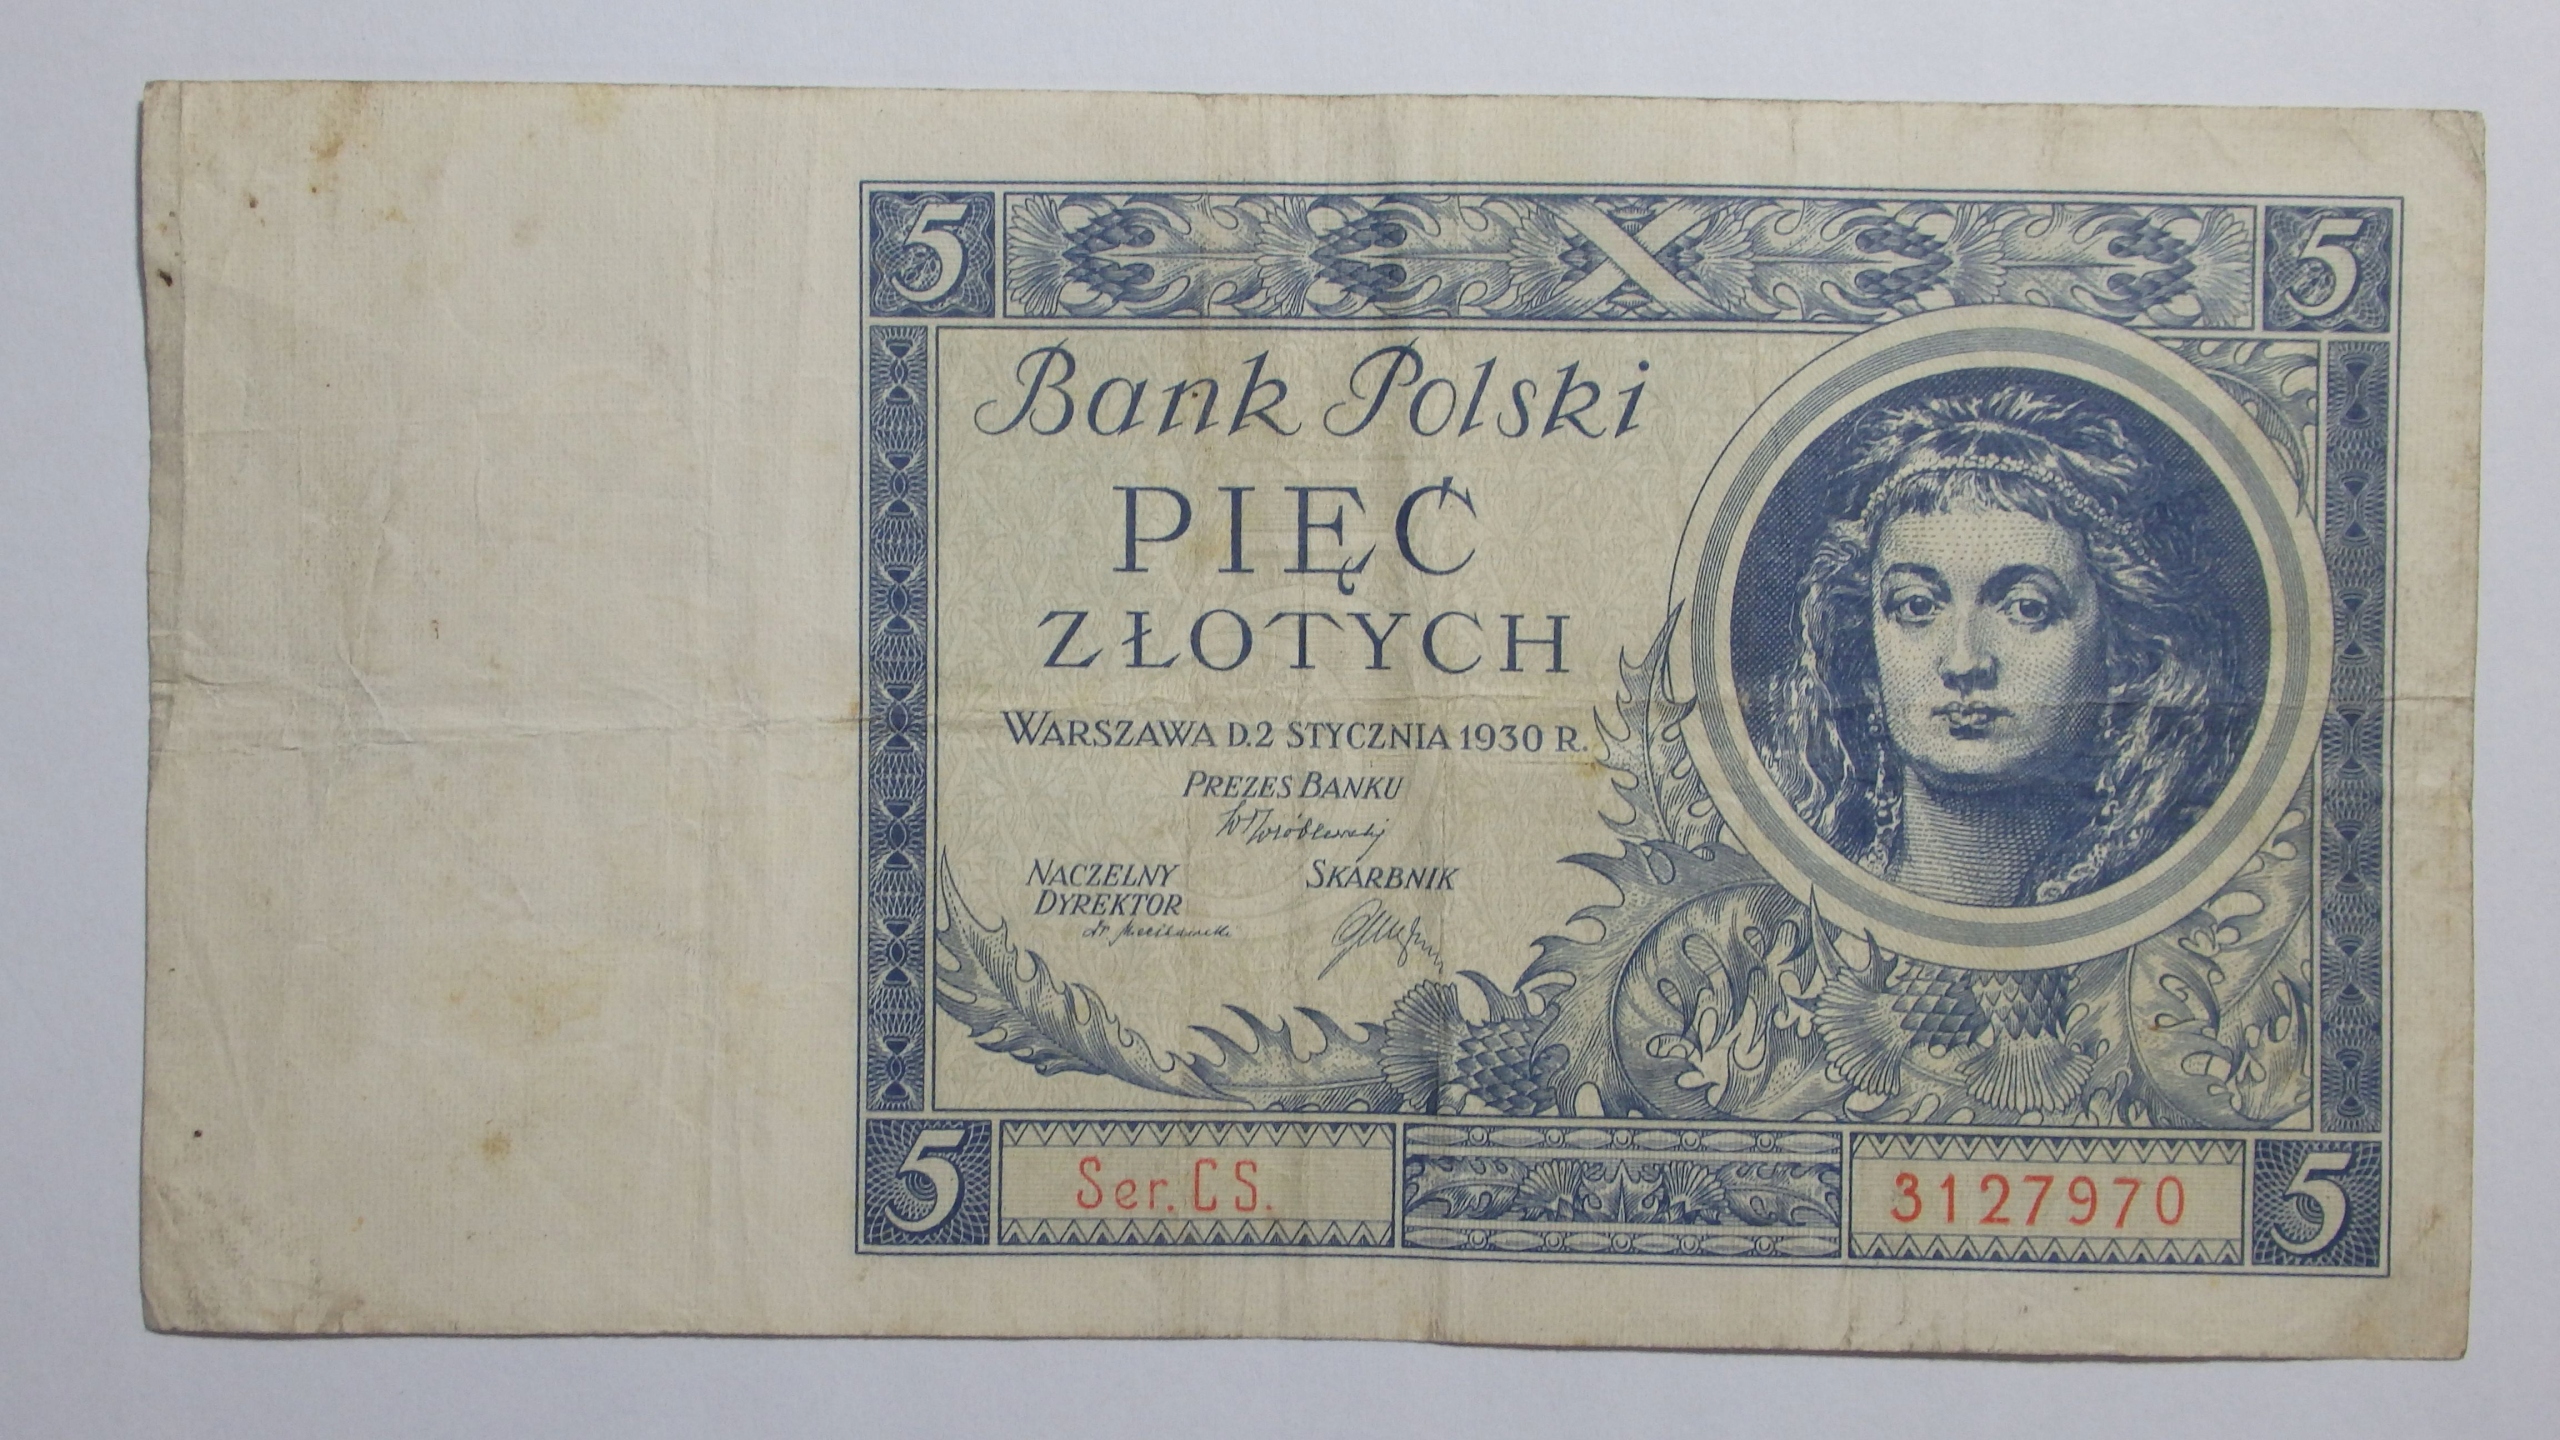 5 5
Bank Polski
PIĘĆ
ZŁOTYCH
WARSZAWA D.2 STYCZNIA 1930 R.
PREZES BANKU
NACZELNY SKARBNIK
DYREKTOR
5 Ser. CS. 3127970 5